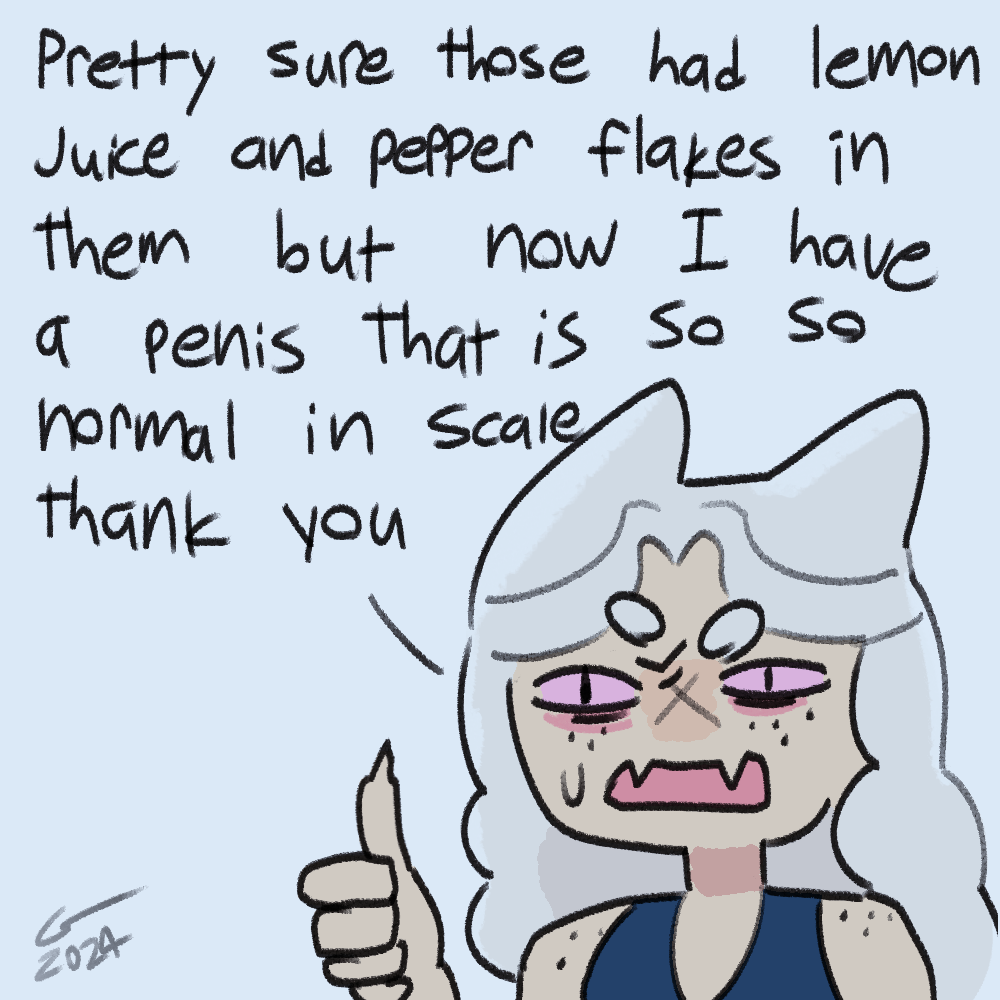 Pretty sure those had lemon
Juice and pepper flakes in
them but now I have
a penis that is so so
normal in scale
thank you
G
2024